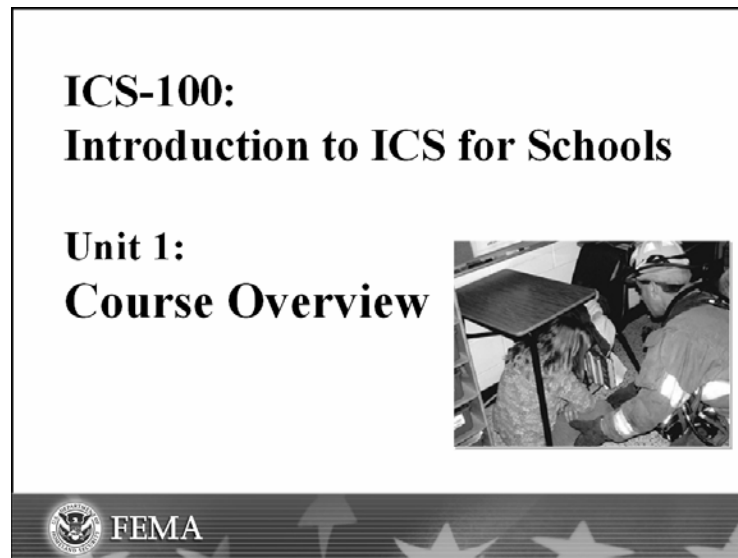 ICS-100:
Introduction to ICS for Schools
Unit 1:
Course Overview
FEMA